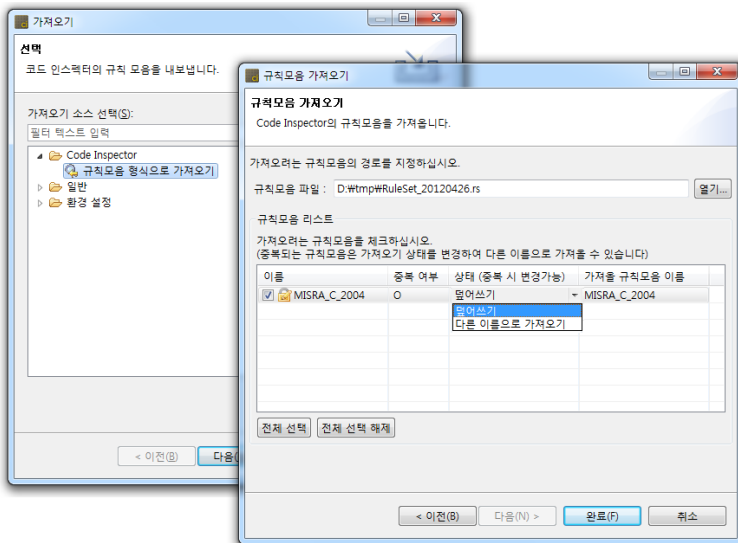 가져오기
선택
코드 인스펙터의 규칙 모음을 내보냅니다.
가져오기 소스 선택(S):
필터 텍스트 입력
Code Inspector
규칙모음 형식으로 가져오기
일반
환경 설정
< 이전(B)
다음(
규칙모음 가져오기
규칙모음 가져오기
Code Inspector의 규칙모음을 가져옵니다.
가져오려는 규칙모음의 경로를 지정하십시오.
규칙모음 파일 : D:₩tmp₩RuleSet_20120426.rs 열기...
규칙모음 리스트
가져오려는 규칙모음을 체크하십시오.
(중복되는 규칙모음은 가져오기 상태를 변경하여 다른 이름으로 가져올 수 있습니다)
이름 중복 여부 상태 (중복 시 변경가능) 가져올 규칙모음 이름
MISRA_C_2004 O 덮어쓰기 MISRA_C_2004
덮어쓰기
다른 이름으로 가져오기
전체 선택 전체 선택 해제
< 이전(B) 다음(N) > 완료(F) 취소